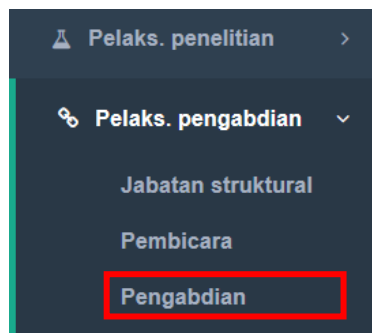 Pelaks. penelitian
Pelaks. pengabdian
Jabatan struktural
Pembicara
Pengabdian